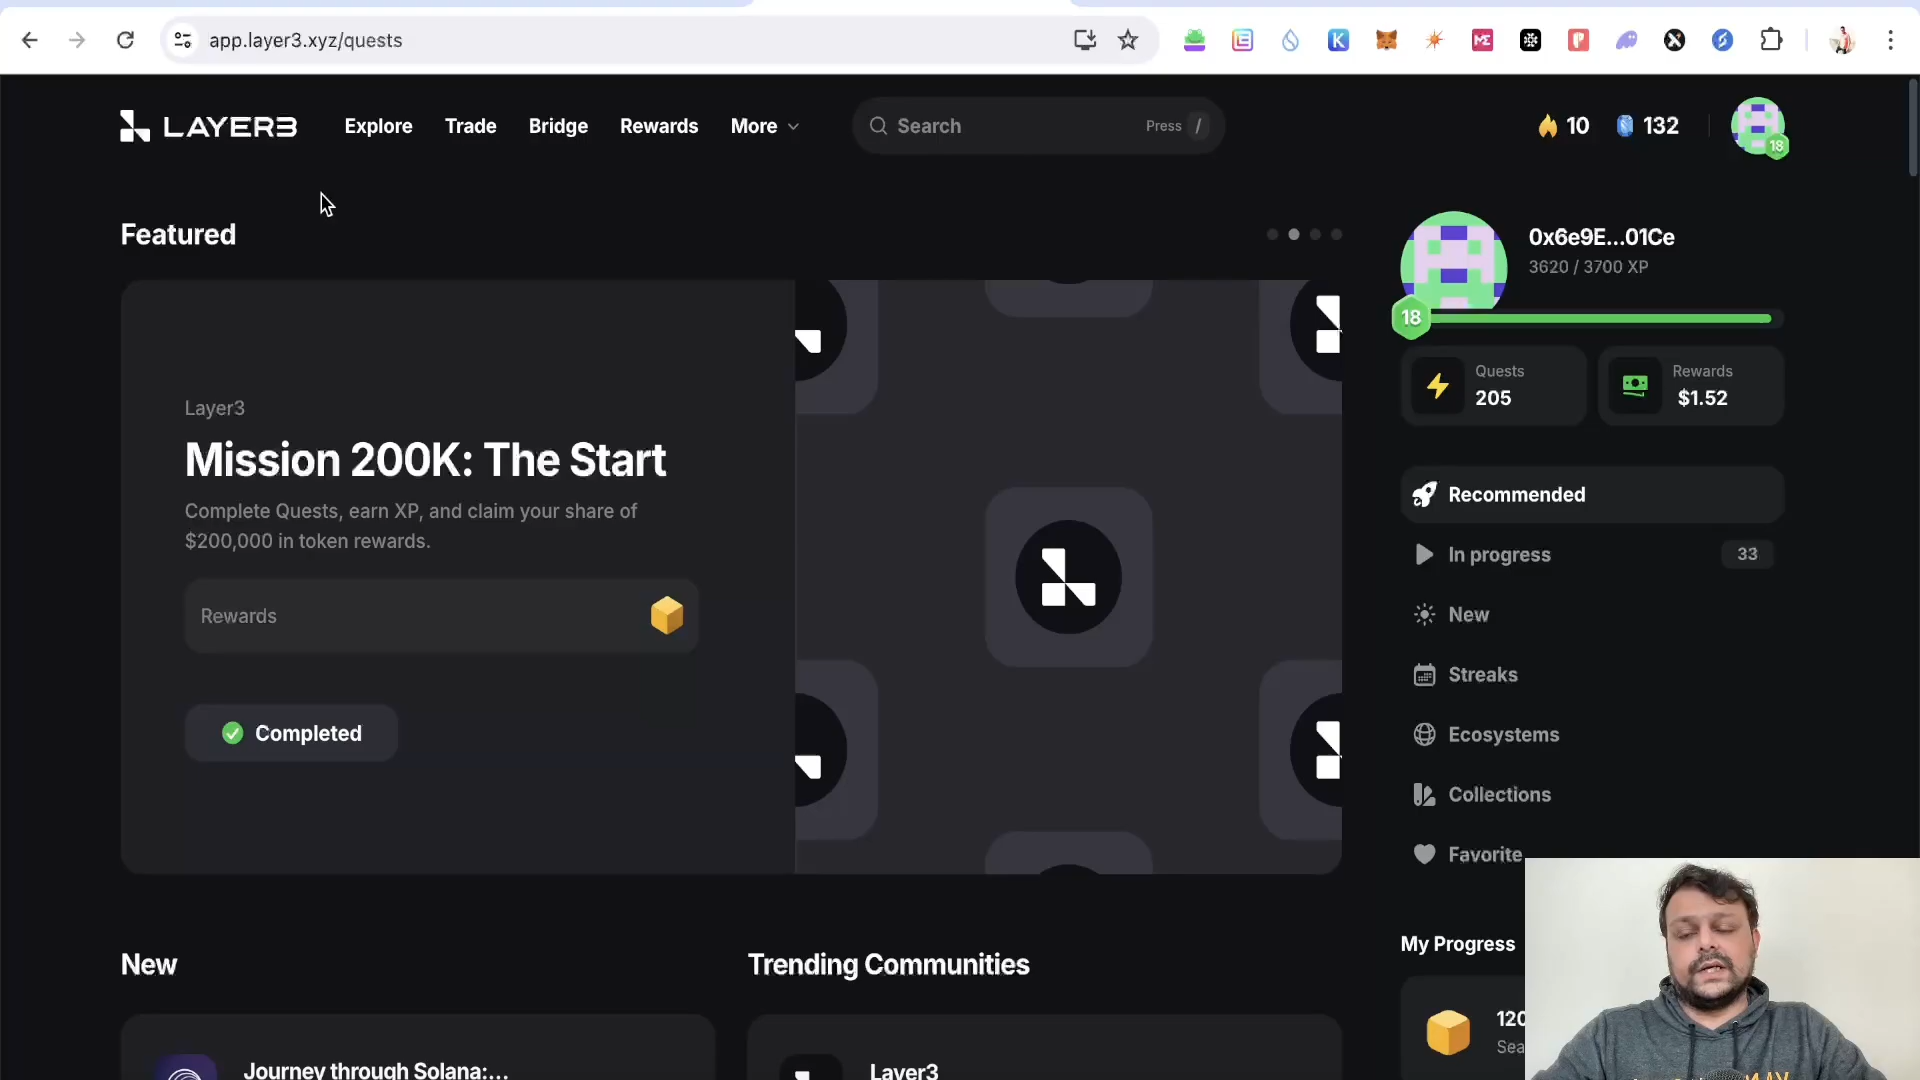 app.layer3.xyz/quests
LAYER3
Explore
Trade
Bridge
Rewards
More
Search
Press /
10
132
18
Featured
0x6e9E...01Ce
3620 / 3700 XP
18
Quests
205
Rewards
$1.52
Layer3
Mission 200K: The Start
Complete Quests, earn XP, and claim your share of
$200,000 in token rewards.
Rewards
Completed
Recommended
In progress
33
New
Streaks
Ecosystems
Collections
Favorite
My Progress
120
Sea
New
Trending Communities
Journey through Solana:...
Layer3